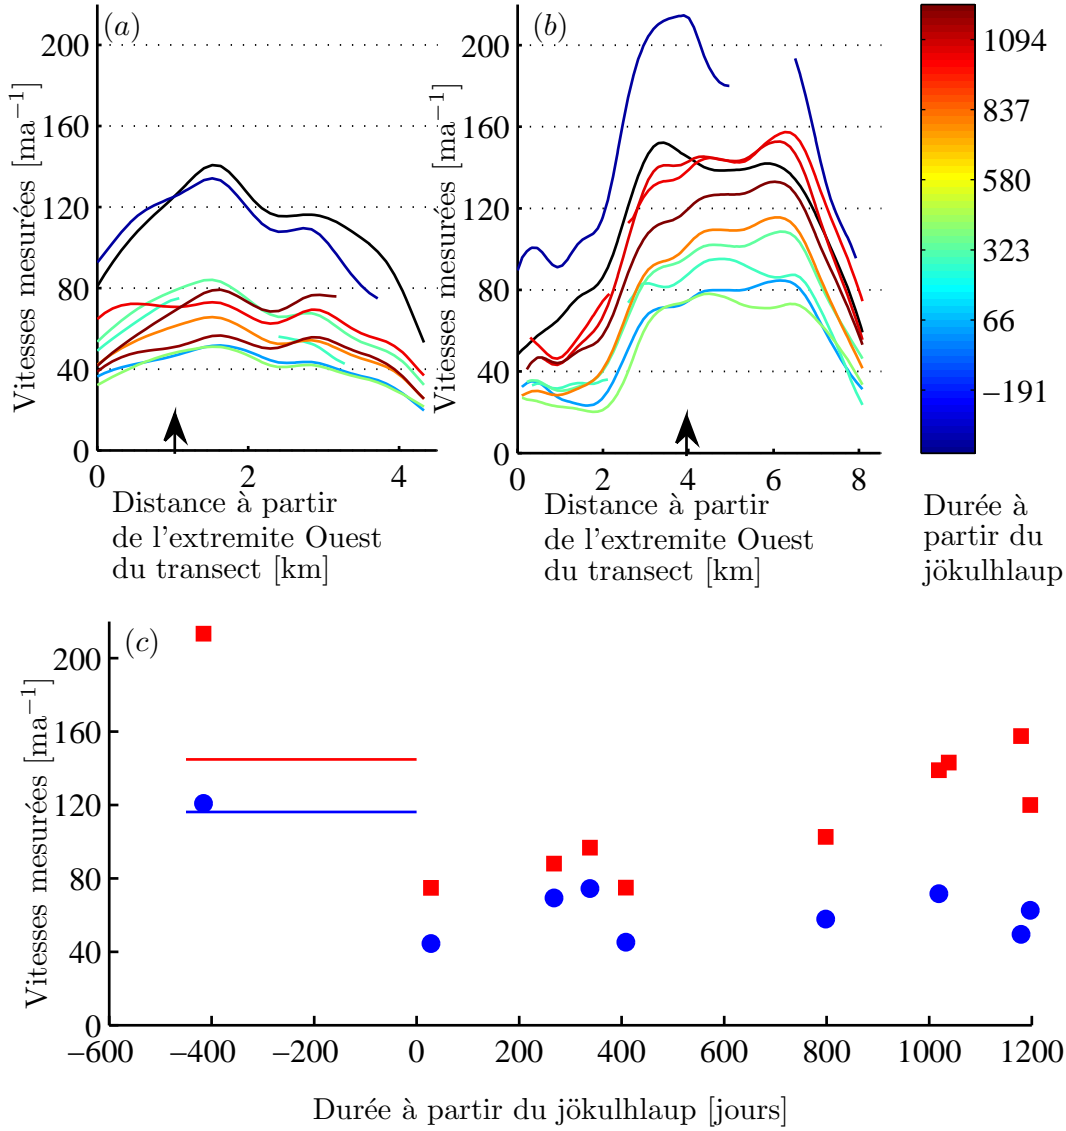 (a)
Vitesses mesurées [ma⁻¹]
200
160
120
80
40
0
0 2 4
Distance à partir
de l'extremite Ouest
du transect [km]
(b)
Vitesses mesurées [ma⁻¹]
200
160
120
80
40
0
0 2 4 6 8
Distance à partir
de l'extremite Ouest
du transect [km]
1094
837
580
323
66
−191
Durée à
partir du
jökulhlaup
(c)
Vitesses mesurées [ma⁻¹]
200
160
120
80
40
0
−600 −400 −200 0 200 400 600 800 1000 1200
Durée à partir du jökulhlaup [jours]